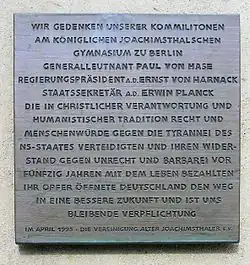 WIR GEDENKEN UNSERER KOMMILITONEN
AM KÖNIGLICHEN JOACHIMSTHALSCHEN
GYMNASIUM ZU BERLIN
GENERALLEUTNANT PAUL VON HASE
REGIERUNGSPRÄSIDENT A.D. ERNST VON HARNACK
STAATSSEKRETÄR A.D. ERWIN PLANCK
DIE IN CHRISTLICHER VERANTWORTUNG UND
HUMANISTISCHER TRADITION RECHT UND
MENSCHENWÜRDE GEGEN DIE TYRANNEI DES
NS-STAATES VERTEIDIGTEN UND IHREN WIDER-
STAND GEGEN UNRECHT UND BARBAREI VOR
FÜNFZIG JAHREN MIT DEM LEBEN BEZAHLTEN
IHR OPFER ÖFFNETE DEUTSCHLAND DEN WEG
IN EINE BESSERE ZUKUNFT UND IST UNS
BLEIBENDE VERPFLICHTUNG
IM APRIL 1995 - DIE VEREINIGUNG ALTER JOACHIMSTHALER E.V.